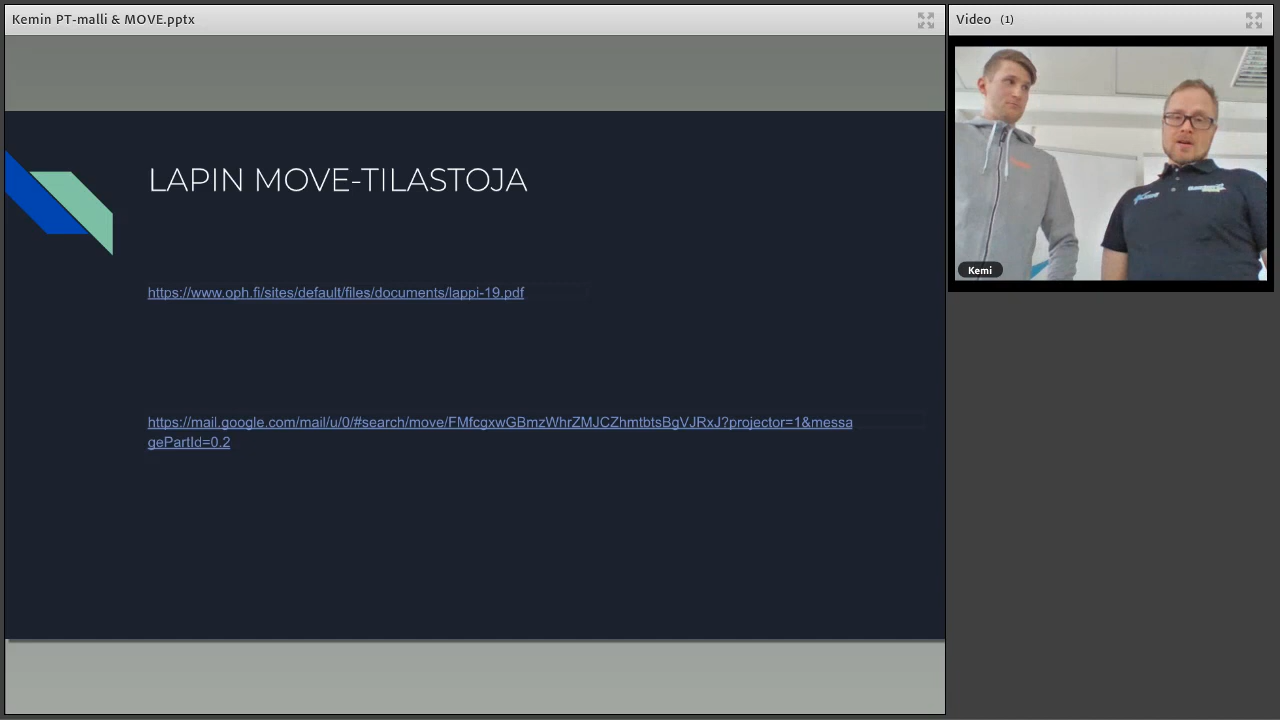 Kemin PT-malli & MOVE.pptx
Video (1)
LAPIN MOVE-TILASTOJA
https://www.oph.fi/sites/default/files/documents/lappi-19.pdf
https://mail.google.com/mail/u/0/#search/move/FMfcgxwGBmzWhrZMJCZhmtbtsBgVJRxJ?projector=1&messa
gePartId=0.2
Kemi